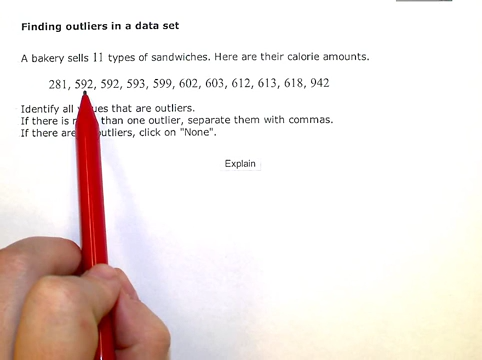 Finding outliers in a data set
A bakery sells 11 types of sandwiches. Here are their calorie amounts.
281, 592, 592, 593, 599, 602, 603, 612, 613, 618, 942
Identify all that are outliers.
If there is than one outlier, separate them with commas.
If there are outliers, click on "None".
Explain